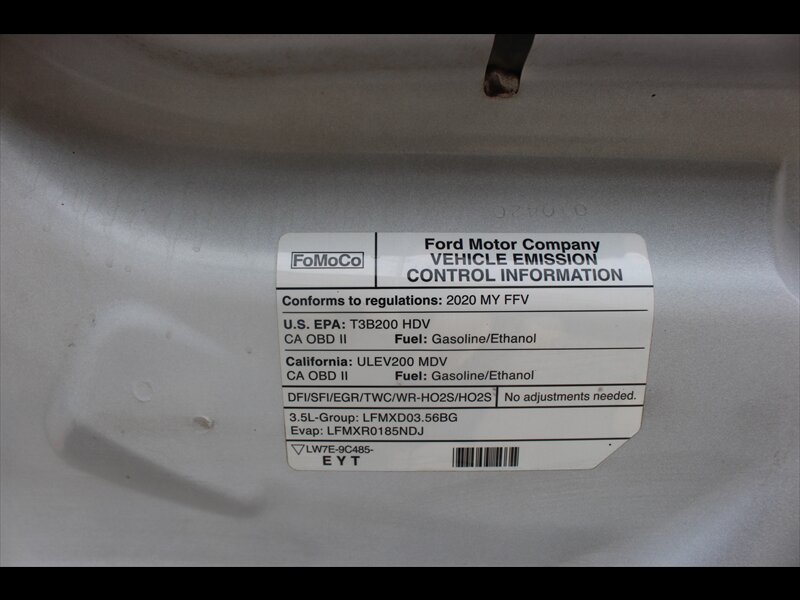 FoMoCo
Ford Motor Company
VEHICLE EMISSION
CONTROL INFORMATION
Conforms to regulations: 2020 MY FFV
U.S. EPA: T3B200 HDV
CA OBD II Fuel: Gasoline/Ethanol
California: ULEV200 MDV
CA OBD II Fuel: Gasoline/Ethanol
DFI/SFI/EGR/TWC/WR-HO2S/HO2S No adjustments needed.
3.5L-Group: LFMXD03.56BG
Evap: LFMXR0185NDJ
LW7E-9C485-
E Y T